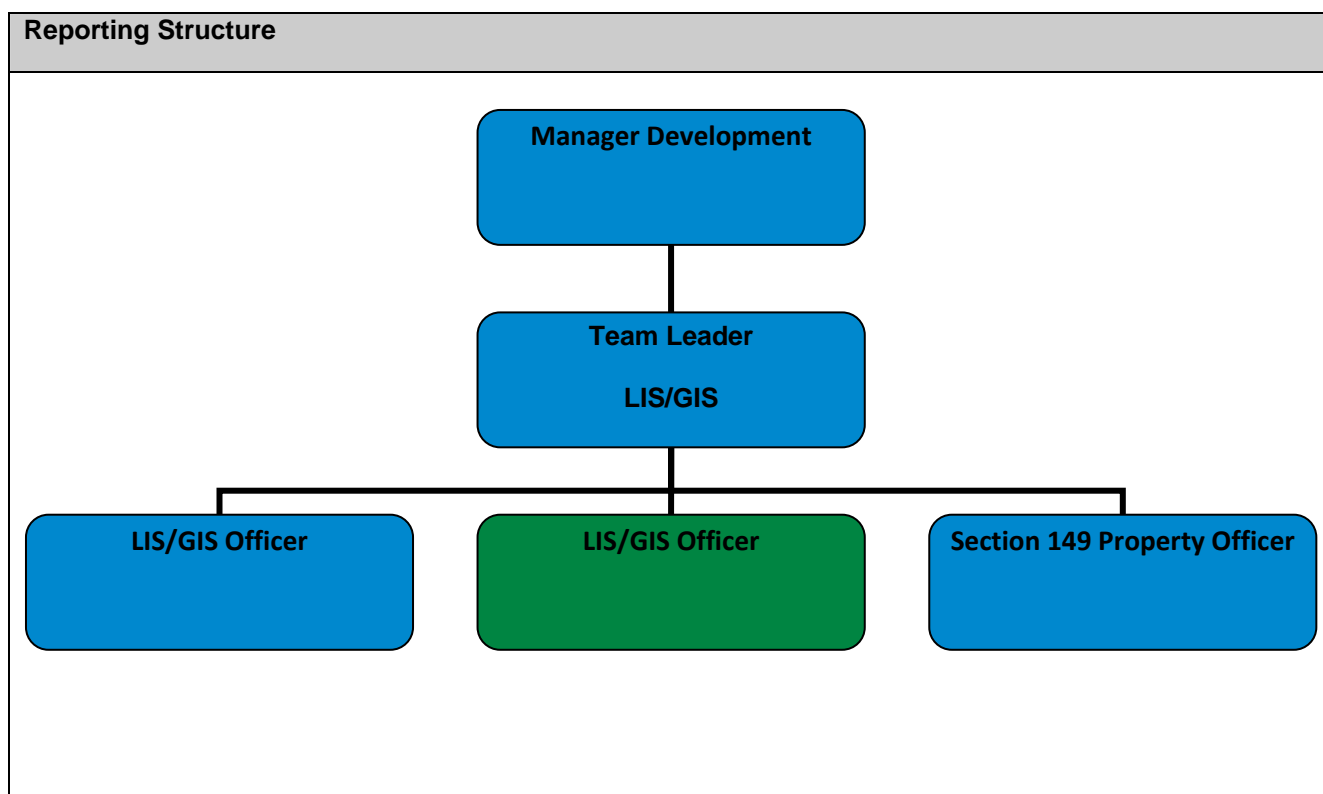 Reporting Structure
Manager Development
Team Leader
LIS/GIS
LIS/GIS Officer
LIS/GIS Officer
Section 149 Property Officer